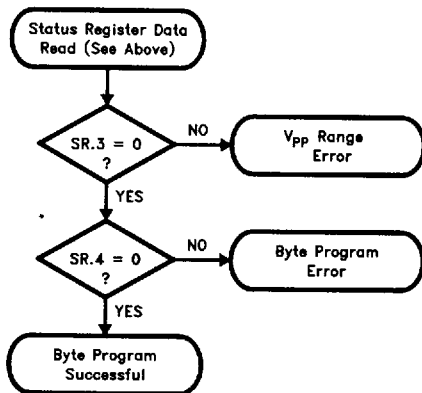 Status Register Data
Read (See Above)
SR.3 = 0
?
NO
VPP Range
Error
YES
SR.4 = 0
?
NO
Byte Program
Error
YES
Byte Program
Successful